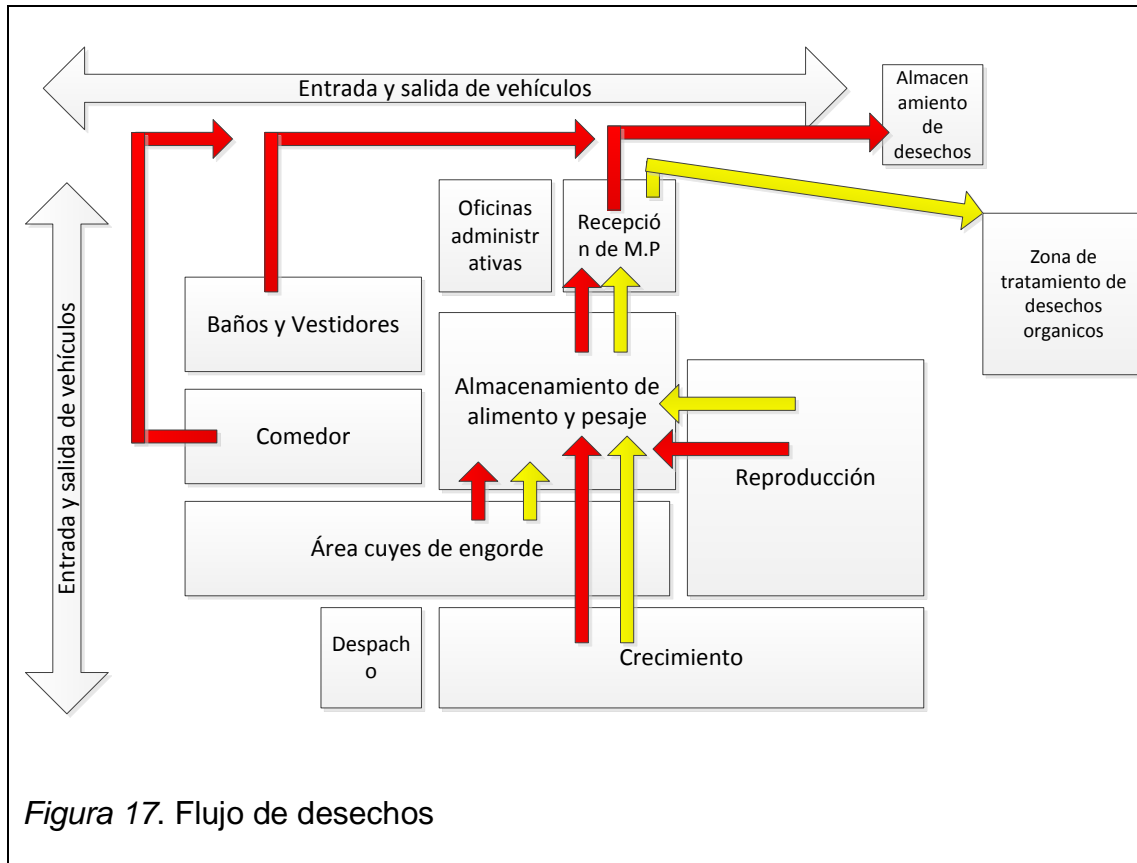 Entrada y salida de vehículos
Almacen
amiento
de
desechos
Entrada y salida de vehículos
Oficinas
administr
ativas
Recepció
n de M.P
Zona de
tratamiento de
desechos
organicos
Baños y Vestidores
Almacenamiento de
alimento y pesaje
Comedor
Reproducción
Área cuyes de engorde
Despach
o
Crecimiento
Figura 17. Flujo de desechos